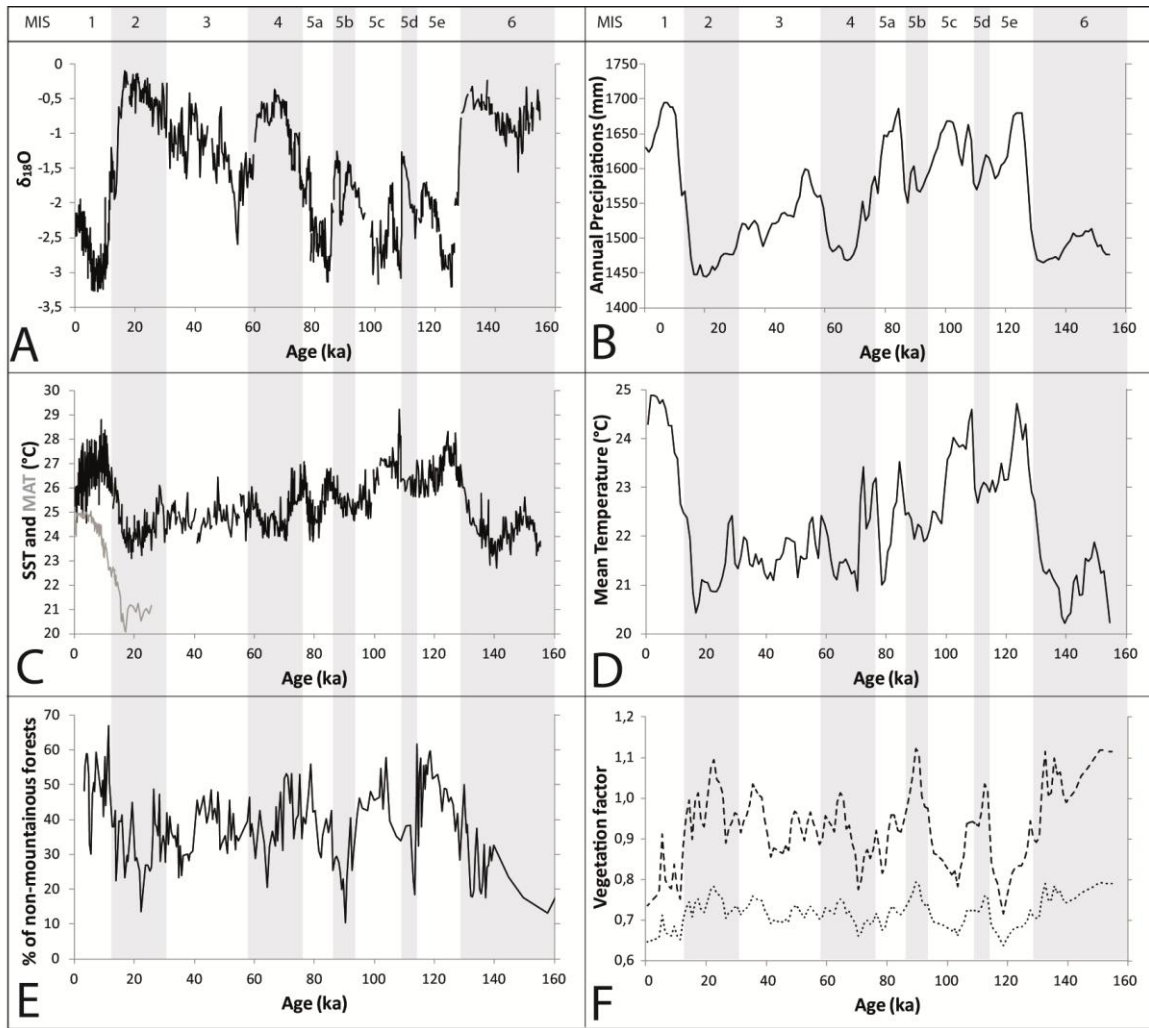 MIS 1 2 3 4 5a 5b 5c 5d 5e 6
MIS 1 2 3 4 5a 5b 5c 5d 5e 6
δ18O
0
-0,5
-1
-1,5
-2
-2,5
-3
-3,5
0 20 40 60 80 100 120 140 160
Age (ka)
A
Annual Precipiations (mm)
1750
1700
1650
1600
1550
1500
1450
1400
0 20 40 60 80 100 120 140 160
Age (ka)
B
SST and MAT (°C)
30
29
28
27
26
25
24
23
22
21
20
0 20 40 60 80 100 120 140 160
Age (ka)
C
Mean Temperature (°C)
25
24
23
22
21
20
0 20 40 60 80 100 120 140 160
Age (ka)
D
% of non-mountainous forests
70
60
50
40
30
20
10
0
0 20 40 60 80 100 120 140 160
Age (ka)
E
Vegetation factor
1,2
1,1
1,0
0,9
0,8
0,7
0,6
0 20 40 60 80 100 120 140 160
Age (ka)
F